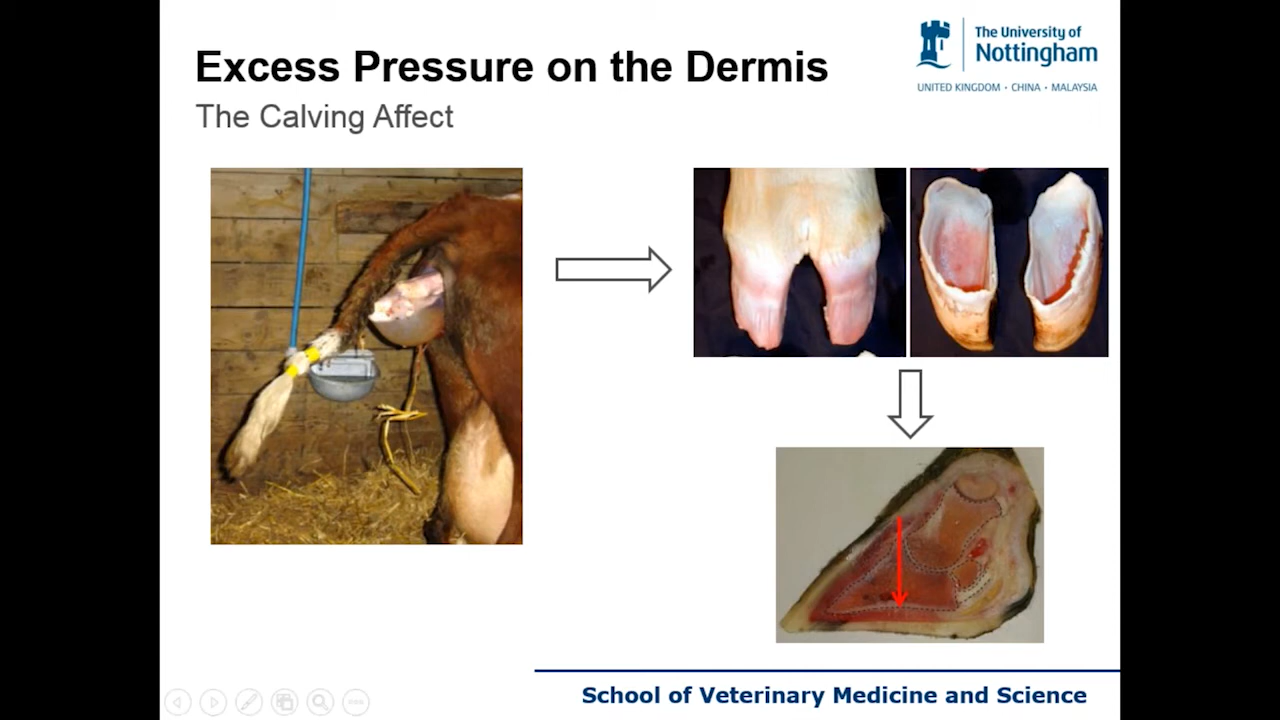 Excess Pressure on the Dermis
The Calving Affect
The University of
Nottingham
UNITED KINGDOM · CHINA · MALAYSIA
School of Veterinary Medicine and Science